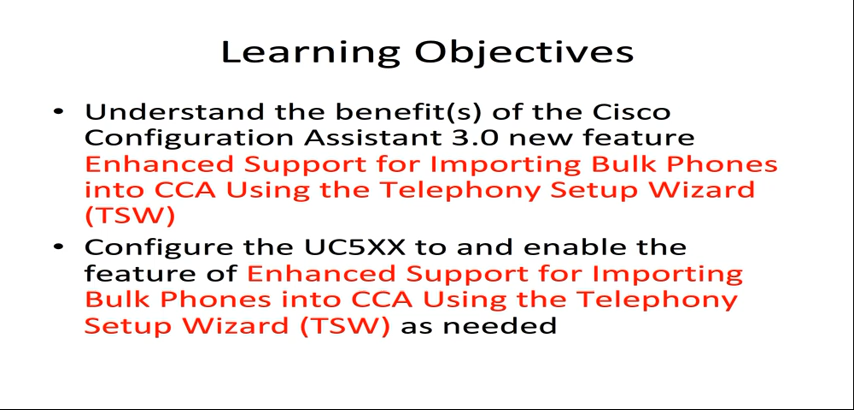 Learning Objectives
• Understand the benefit(s) of the Cisco
Configuration Assistant 3.0 new feature
Enhanced Support for Importing Bulk Phones
into CCA Using the Telephony Setup Wizard
(TSW)
• Configure the UC5XX to and enable the
feature of Enhanced Support for Importing
Bulk Phones into CCA Using the Telephony
Setup Wizard (TSW) as needed